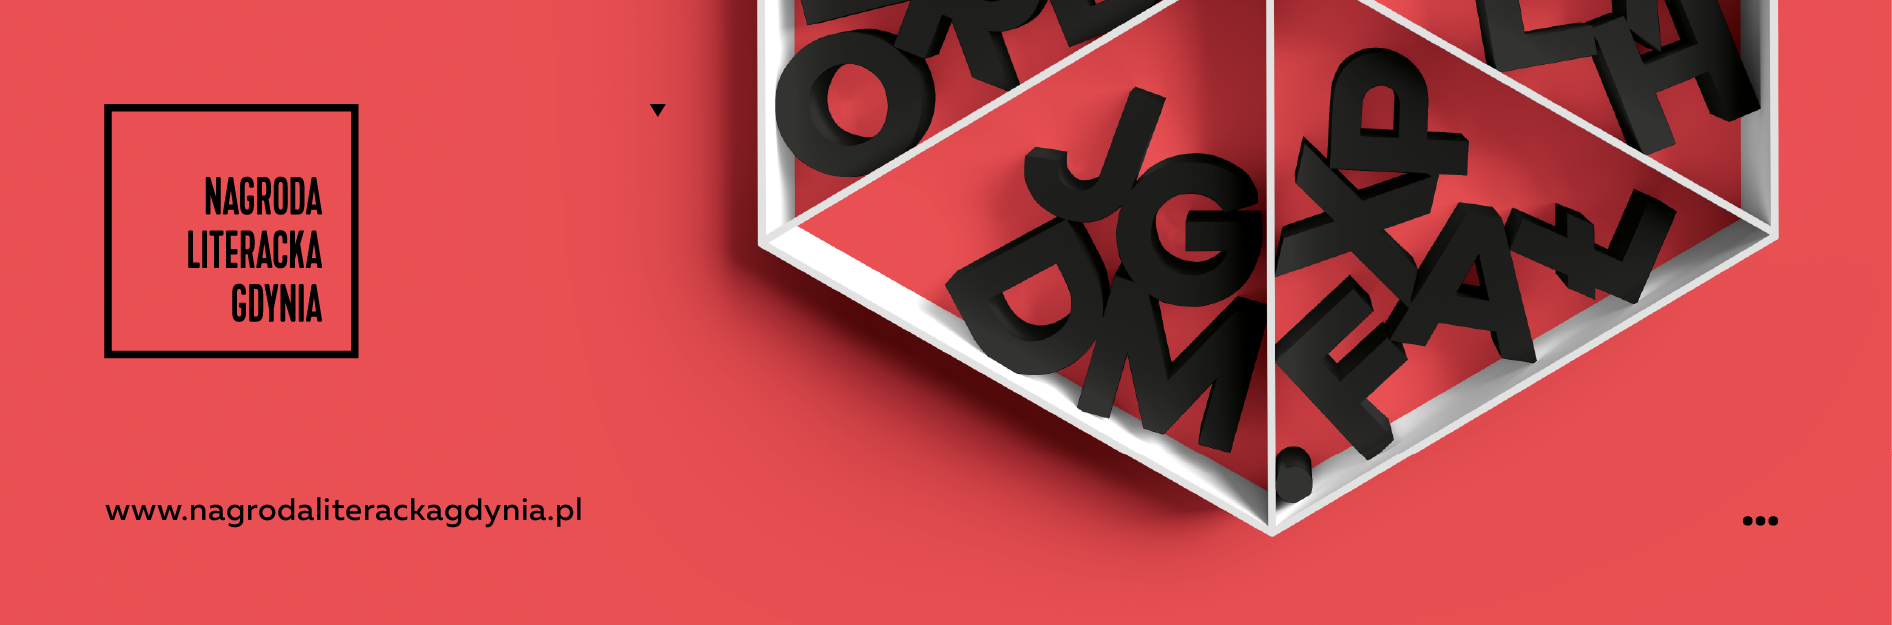 NAGRODA
LITERACKA
GDYNIA
www.nagrodaliterackagdynia.pl
O
R
J
G
D
M
P
X
A
Ł
F
.
L
H